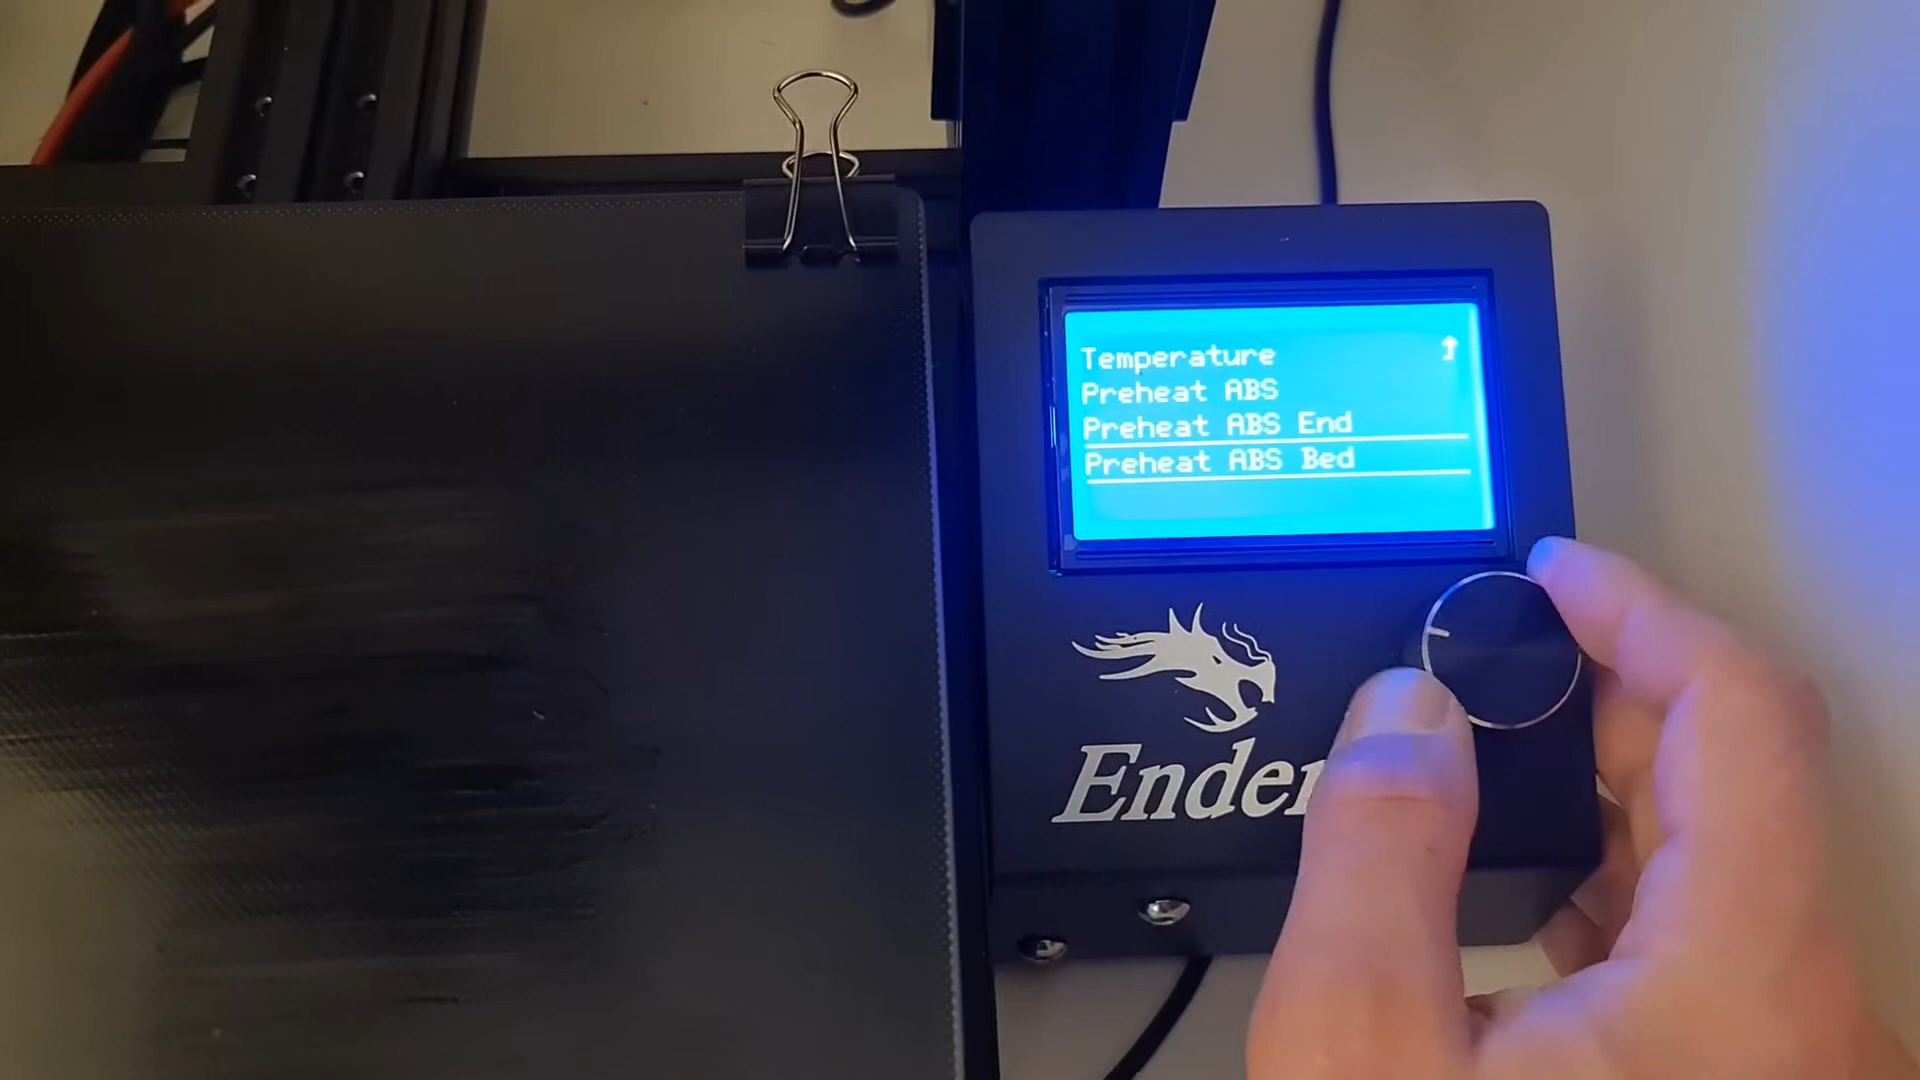 Temperature
Preheat ABS
Preheat ABS End
Preheat ABS Bed
Ender